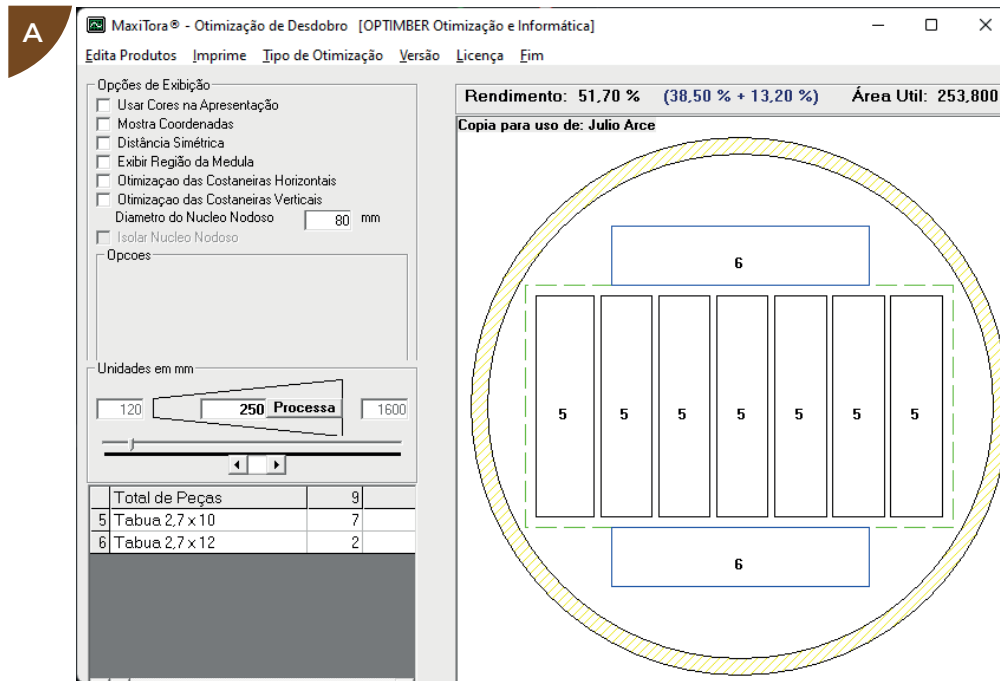 A
MaxiTora® - Otimização de Desdobro [OPTIMBER Otimização e Informática]
Edita Produtos Imprime Tipo de Otimização Versão Licença Fim
Opções de Exibição
Usar Cores na Apresentação
Mostra Coordenadas
Distância Simétrica
Exibir Região da Medula
Otimizaçao das Costaneiras Horizontais
Otimizaçao das Costaneiras Verticais
Diametro do Nucleo Nodoso 80 mm
Isolar Nucleo Nodoso
Opcoes
Unidades em mm
120 250 Processa 1600
Total de Peças 9
5 Tabua 2,7 x 10 7
6 Tabua 2,7 x 12 2
Rendimento: 51,70 % (38,50 % + 13,20 %) Área Util: 253,800
Copia para uso de: Julio Arce
6
5 5 5 5 5 5 5
6